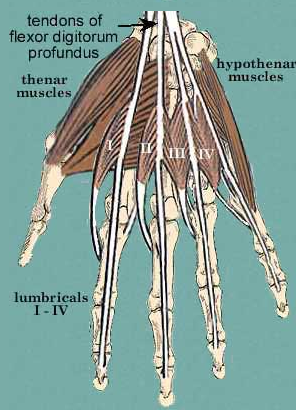 tendons of
flexor digitorum
profundus
hypothenar
muscles
thenar
muscles
I
II
III
IV
lumbricals
I - IV